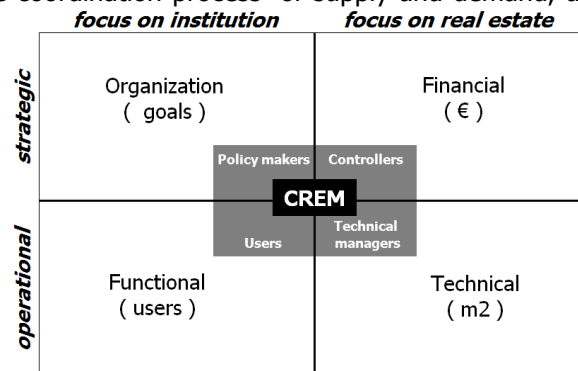 coordination process of supply and demand, a
focus on institution focus on real estate
strategic
Organization
( goals )
Financial
( € )
Policy makers Controllers
CREM
Users
Technical
managers
operational
Functional
( users )
Technical
( m2 )